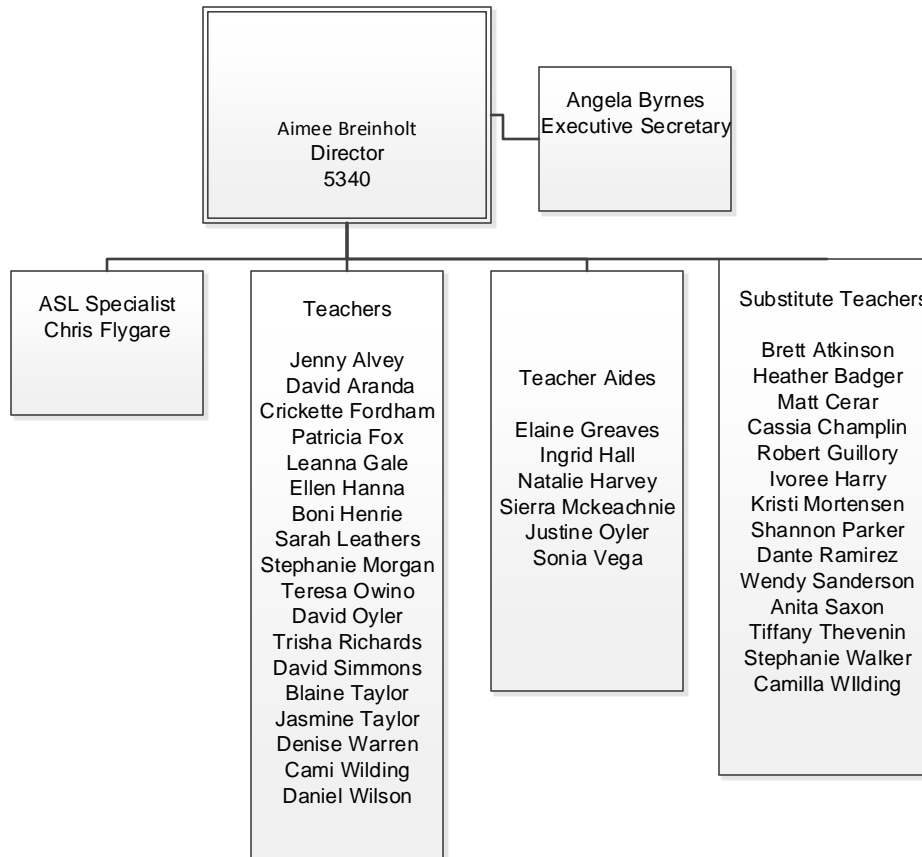 Aimee Breinholt
Director
5340
Angela Byrnes
Executive Secretary
ASL Specialist
Chris Flygare
Teachers
Jenny Alvey
David Aranda
Crickette Fordham
Patricia Fox
Leanna Gale
Ellen Hanna
Boni Henrie
Sarah Leathers
Stephanie Morgan
Teresa Owino
David Oyler
Trisha Richards
David Simmons
Blaine Taylor
Jasmine Taylor
Denise Warren
Cami Wilding
Daniel Wilson
Teacher Aides
Elaine Greaves
Ingrid Hall
Natalie Harvey
Sierra Mckeachnie
Justine Oyler
Sonia Vega
Substitute Teachers
Brett Atkinson
Heather Badger
Matt Cerar
Cassia Champlin
Robert Guillory
Ivoree Harry
Kristi Mortensen
Shannon Parker
Dante Ramirez
Wendy Sanderson
Anita Saxon
Tiffany Thevenin
Stephanie Walker
Camilla WIlding